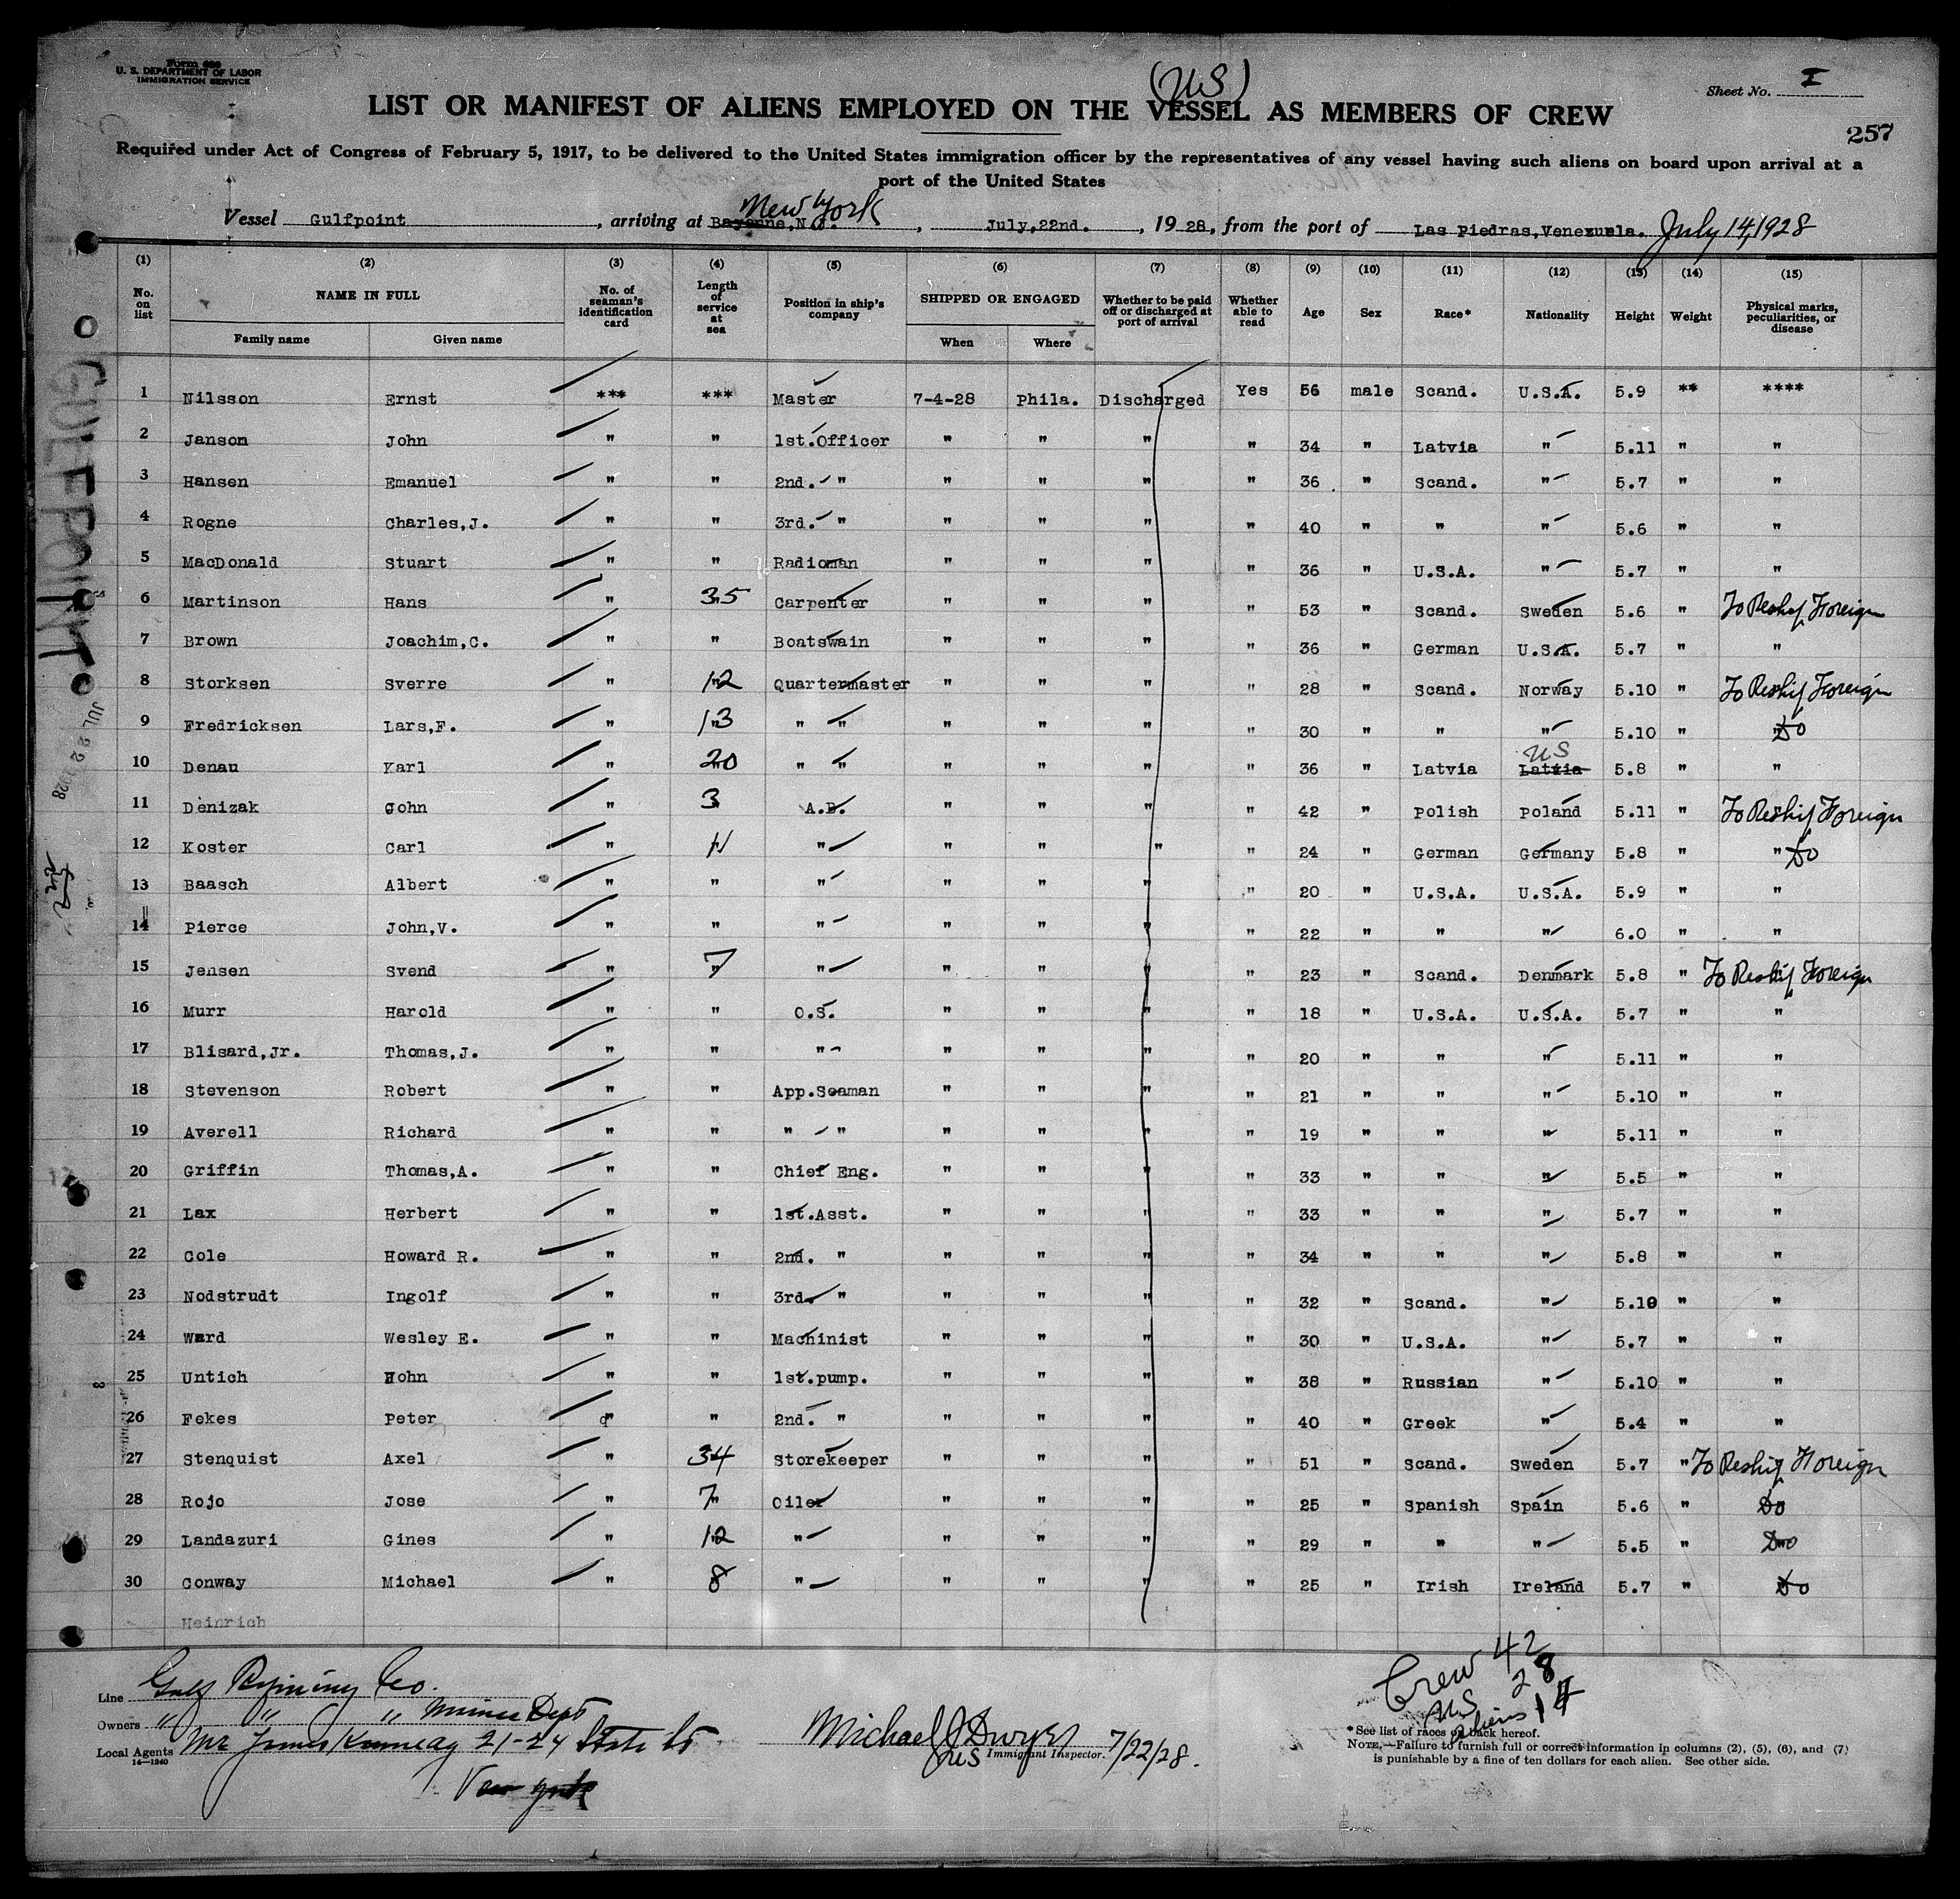 Form 689
U. S. DEPARTMENT OF LABOR
IMMIGRATION SERVICE
(US)
Sheet No. I
LIST OR MANIFEST OF ALIENS EMPLOYED ON THE VESSEL AS MEMBERS OF CREW
257
Required under Act of Congress of February 5, 1917, to be delivered to the United States immigration officer by the representatives of any vessel having such aliens on board upon arrival at a
port of the United States
New York
Vessel Gulfpoint, arriving at Bayonne,N.J., July,22nd., 1928, from the port of Las Piedras,Venezuela. July 14, 1928
(1) (2) (3) (4) (5) (6) (7) (8) (9) (10) (11) (12) (13) (14) (15)
No. on list NAME IN FULL Family name Given name No. of seaman's identification card Length of service at sea Position in ship's company SHIPPED OR ENGAGED When Where Whether to be paid off or discharged at port of arrival Whether able to read Age Sex Race* Nationality Height Weight Physical marks, peculiarities, or disease
1 Nilsson Ernst *** *** Master 7-4-28 Phila. Discharged Yes 56 male Scand. U.S.A. 5.9 ** ****
2 Janson John " " 1st.Officer " " " " 34 " Latvia " 5.11 " "
3 Hansen Emanuel " " 2nd. " " " " " 36 " Scand. " 5.7 " "
4 Rogne Charles,J. " " 3rd. " " " " " 40 " " " 5.6 " "
5 MacDonald Stuart " " Radioman " " " " 36 " U.S.A. " 5.7 " "
6 Martinson Hans " 35 Carpenter " " " " 53 " Scand. Sweden 5.6 " To Reship Foreign
7 Brown Joachim,C. " " Boatswain " " " " 36 " German U.S.A. 5.7 " "
8 Storksen Sverre " 12 Quartermaster " " " " 28 " Scand. Norway 5.10 " To Reship Foreign
9 Fredricksen Lars,F. " 13 " " " " " " 30 " " " 5.10 " Do
10 Denau Karl " 20 " " " " " " 36 " Latvia Latvia US 5.8 " "
11 Denizak John " 3 A.B. " " " " 42 " Polish Poland 5.11 " To Reship Foreign
12 Koster Carl " 4 " " " " " 24 " German Germany 5.8 " " Do
13 Baasch Albert " " " " " " " 20 " U.S.A. U.S.A. 5.9 " "
14 Pierce John,V. " " " " " " " 22 " " " 6.0 " "
15 Jensen Svend " 7 " " " " " 23 " Scand. Denmark 5.8 " To Reship Foreign
16 Murr Harold " " O.S. " " " " 18 " U.S.A. U.S.A. 5.7 " "
17 Blisard,Jr. Thomas,J. " " " " " " " 20 " " " 5.11 " "
18 Stevenson Robert " " App.Seaman " " " " 21 " " " 5.10 " "
19 Averell Richard " " " " " " " " 19 " " " 5.11 " "
20 Griffin Thomas,A. " " Chief Eng. " " " " 33 " " " 5.5 " "
21 Lax Herbert " " 1st.Asst. " " " " 33 " " " 5.7 " "
22 Cole Howard R. " " 2nd. " " " " " 34 " " " 5.8 " "
23 Nodstrudt Ingolf " " 3rd. " " " " " 32 " Scand. " 5.10 " "
24 Ward Wesley E. " " Machinist " " " " 30 " U.S.A. " 5.7 " "
25 Untich John " " 1st.pump. " " " " 38 " Russian " 5.10 " "
26 Fekes Peter " " 2nd. " " " " " 40 " Greek " 5.4 " "
27 Stenquist Axel " 34 Storekeeper " " " " 51 " Scand. Sweden 5.7 " To Reship Foreign
28 Rojo Jose " 7 Oiler " " " " 25 " Spanish Spain 5.6 " Do
29 Landazuri Gines " 12 " " " " " 29 " " " 5.5 " Do
30 Conway Michael " 8 " " " " " 25 " Irish Ireland 5.7 " Do
Heinrich
GULFPOINT
JUL 22 1928
Crew 42
US 28
Aliens 14
Line Gulf Refining Co.
Owners " " " Marine Dept
Local Agents Mr James Kennedy 21-24 State St
New York
14—1240
Michael J Dwyer
US Immigrant Inspector. 7/22/28.
*See list of races on back hereof.
NOTE.—Failure to furnish full or correct information in columns (2), (5), (6), and (7)
is punishable by a fine of ten dollars for each alien. See other side.